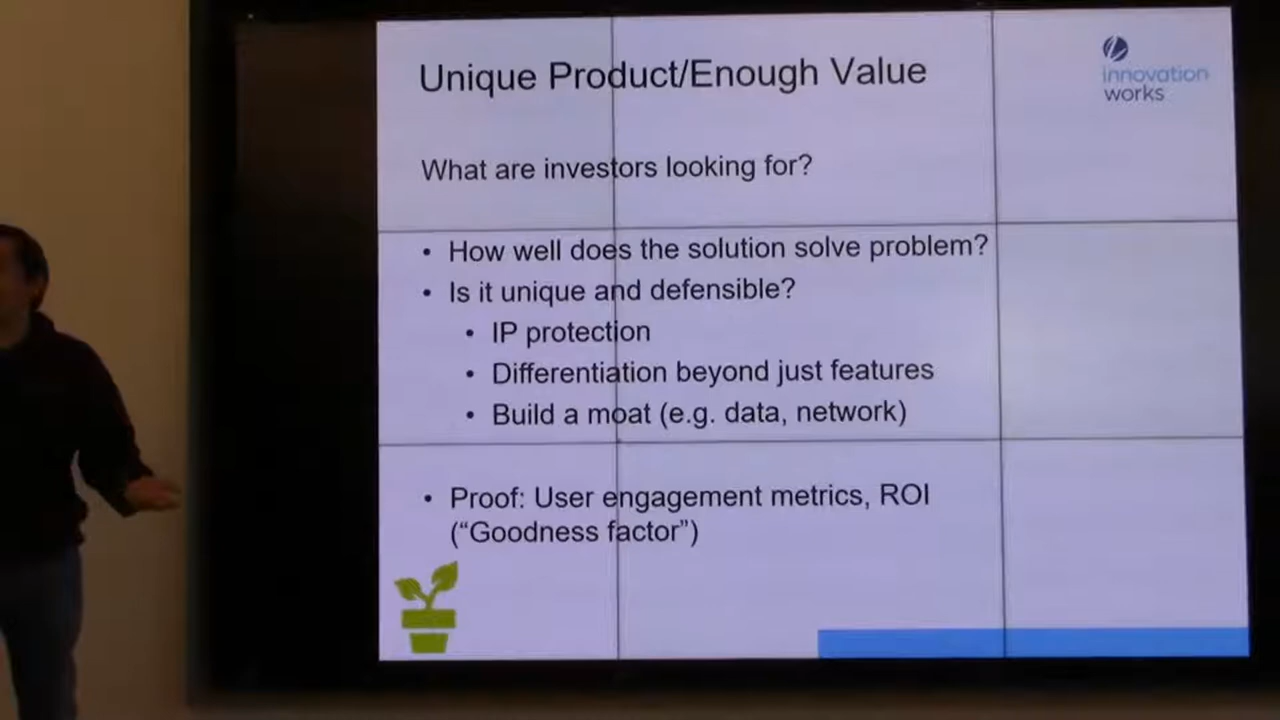 Unique Product/Enough Value
innovation
works
What are investors looking for?
• How well does the solution solve problem?
• Is it unique and defensible?
• IP protection
• Differentiation beyond just features
• Build a moat (e.g. data, network)
• Proof: User engagement metrics, ROI
(“Goodness factor”)